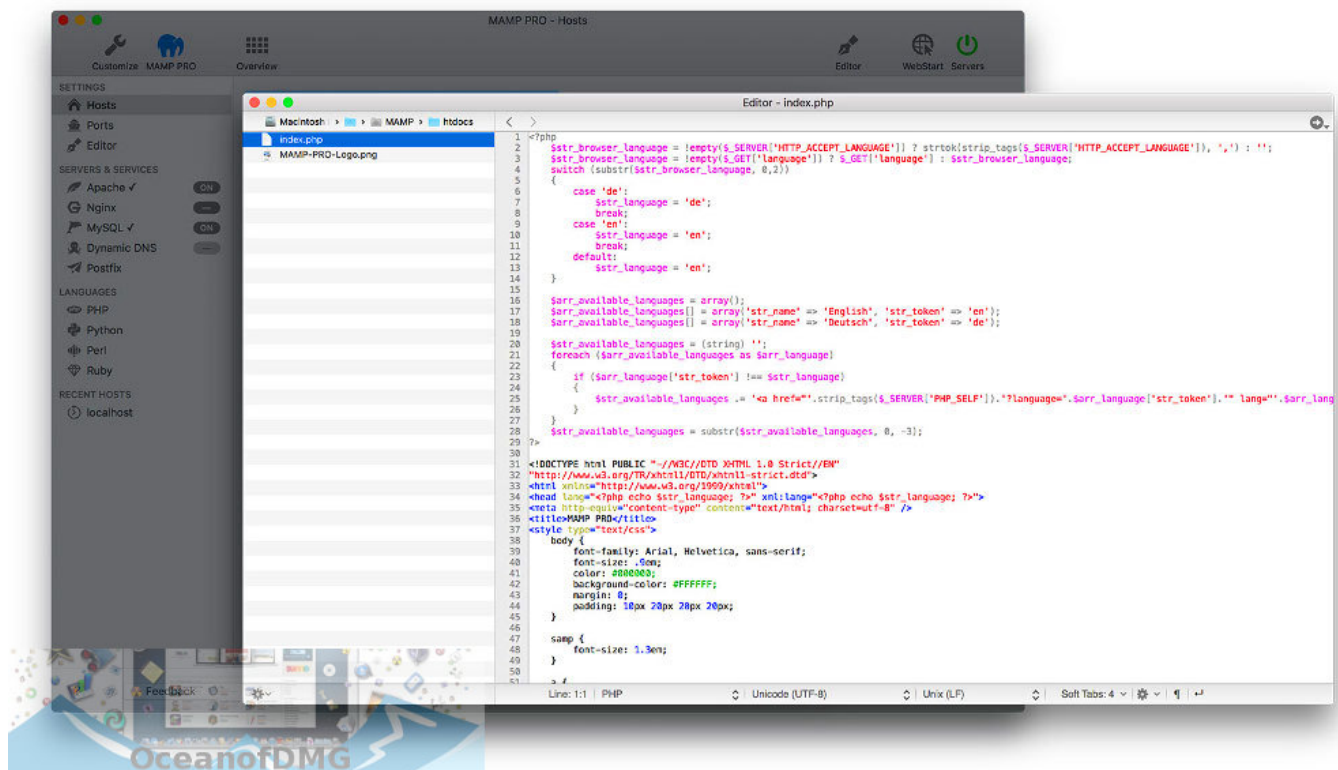 MAMP PRO - Hosts
Customize MAMP PRO Overview Editor WebStart Servers
SETTINGS
Hosts
Ports
Editor
SERVERS & SERVICES
Apache ✓ ON
Nginx
MySQL ✓ ON
Dynamic DNS
Postfix
LANGUAGES
PHP
Python
Perl
Ruby
RECENT HOSTS
localhost
Feedback
Editor - index.php
Macintosh MAMP htdocs
index.php
MAMP-PRO-Logo.png
1 <?php
2 $str_browser_language = !empty($_SERVER['HTTP_ACCEPT_LANGUAGE']) ? strtok(strip_tags($_SERVER['HTTP_ACCEPT_LANGUAGE']), ',') : '';
3 $str_browser_language = !empty($_GET['language']) ? $_GET['language'] : $str_browser_language;
4 switch (substr($str_browser_language, 0,2))
5 {
6 case 'de':
7 $str_language = 'de';
8 break;
9 case 'en':
10 $str_language = 'en';
11 break;
12 default:
13 $str_language = 'en';
14 }
15
16 $arr_available_languages = array();
17 $arr_available_languages[] = array('str_name' => 'English', 'str_token' => 'en');
18 $arr_available_languages[] = array('str_name' => 'Deutsch', 'str_token' => 'de');
19
20 $str_available_languages = (string) '';
21 foreach ($arr_available_languages as $arr_language)
22 {
23 if ($arr_language['str_token'] !== $str_language)
24 {
25 $str_available_languages .= '<a href="'.strip_tags($_SERVER['PHP_SELF']).'?language='.$arr_language['str_token'].'" lang="'.$arr_lang
26 }
27 }
28 $str_available_languages = substr($str_available_languages, 0, -3);
29 ?>
30
31 <!DOCTYPE html PUBLIC "-//W3C//DTD XHTML 1.0 Strict//EN"
32 "http://www.w3.org/TR/xhtml1/DTD/xhtml1-strict.dtd">
33 <html xmlns="http://www.w3.org/1999/xhtml">
34 <head lang="<?php echo $str_language; ?>" xml:lang="<?php echo $str_language; ?>">
35 <meta http-equiv="content-type" content="text/html; charset=utf-8" />
36 <title>MAMP PRO</title>
37 <style type="text/css">
38 body {
39 font-family: Arial, Helvetica, sans-serif;
40 font-size: .9em;
41 color: #000000;
42 background-color: #FFFFFF;
43 margin: 0;
44 padding: 10px 20px 20px 20px;
45 }
46
47 samp {
48 font-size: 1.3em;
49 }
50
51 a {
Line: 1:1 PHP Unicode (UTF-8) Unix (LF) Soft Tabs: 4 ¶
OceanofDMG